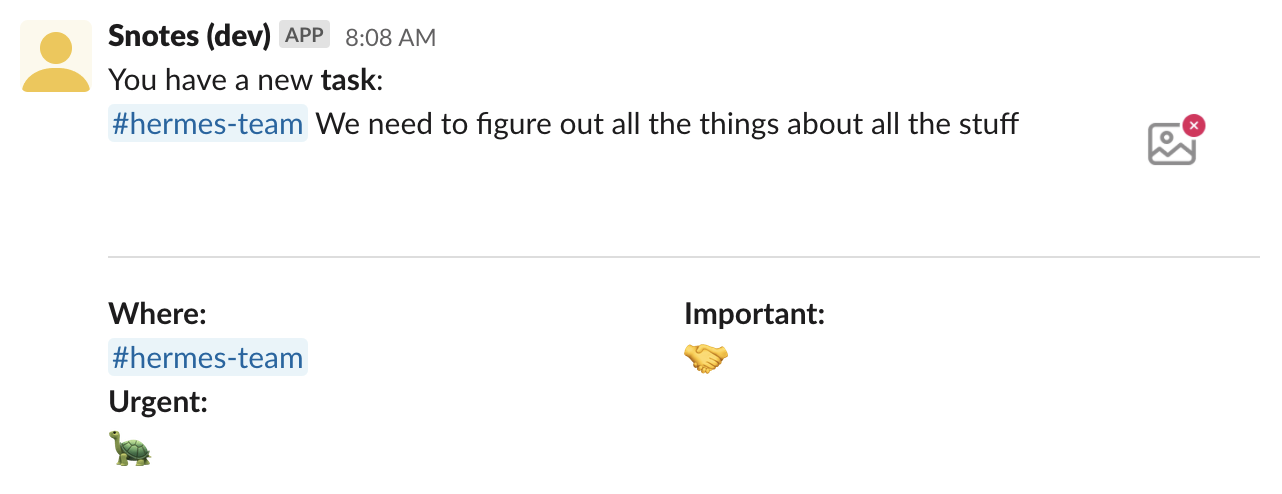 Snotes (dev) APP 8:08 AM
You have a new task:
#hermes-team We need to figure out all the things about all the stuff
Where:
#hermes-team
Important:
🤝
Urgent:
🐢